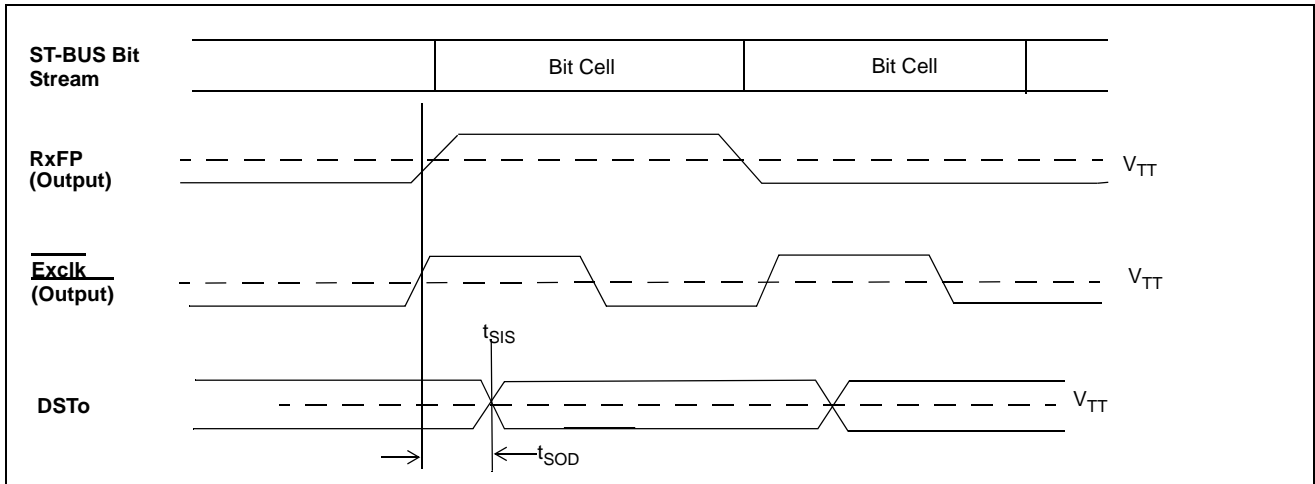 ST-BUS Bit
Stream
Bit Cell
Bit Cell
RxFP
(Output)
VTT
Exclk
(Output)
VTT
tSIS
DSTo
VTT
tSOD